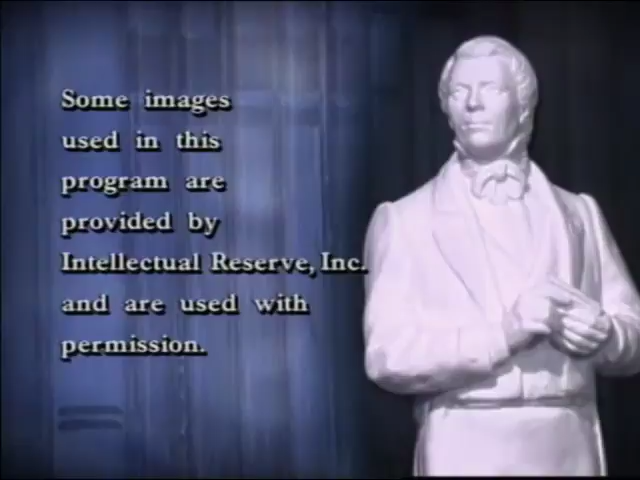 Some images
used in this
program are
provided by
Intellectual Reserve, Inc.
and are used with
permission.